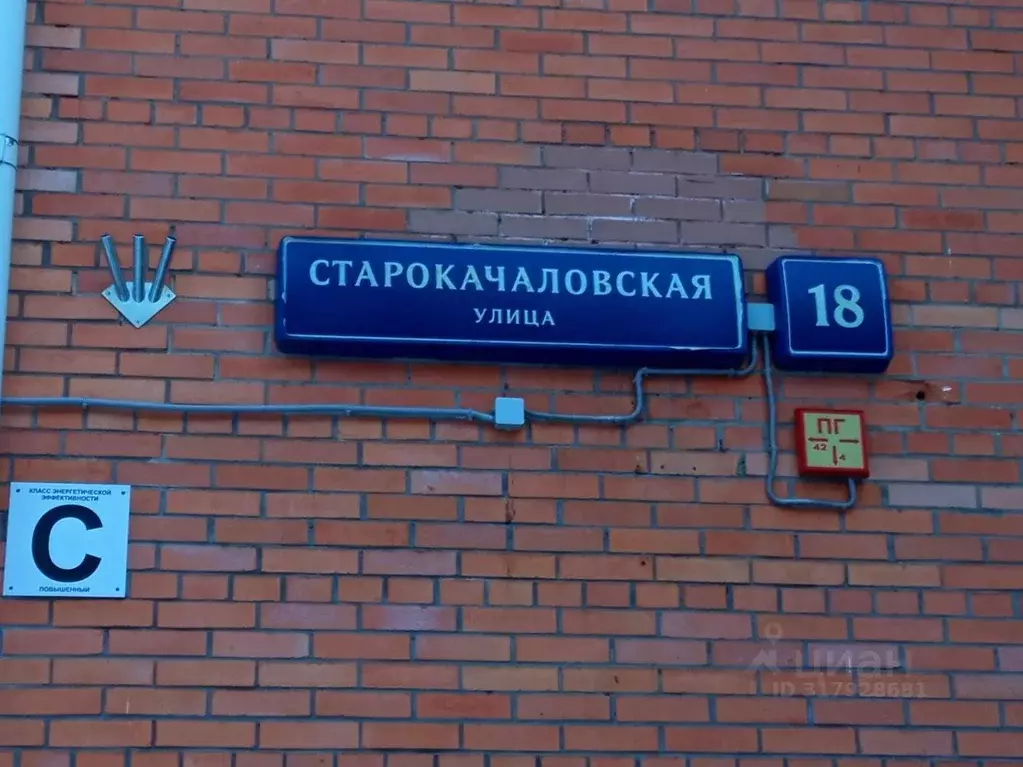 СТАРОКАЧАЛОВСКАЯ
УЛИЦА
18
ПГ
42
4
КЛАСС ЭНЕРГЕТИЧЕСКОЙ
ЭФФЕКТИВНОСТИ
С
ПОВЫШЕННЫЙ
циан
ID 317928681